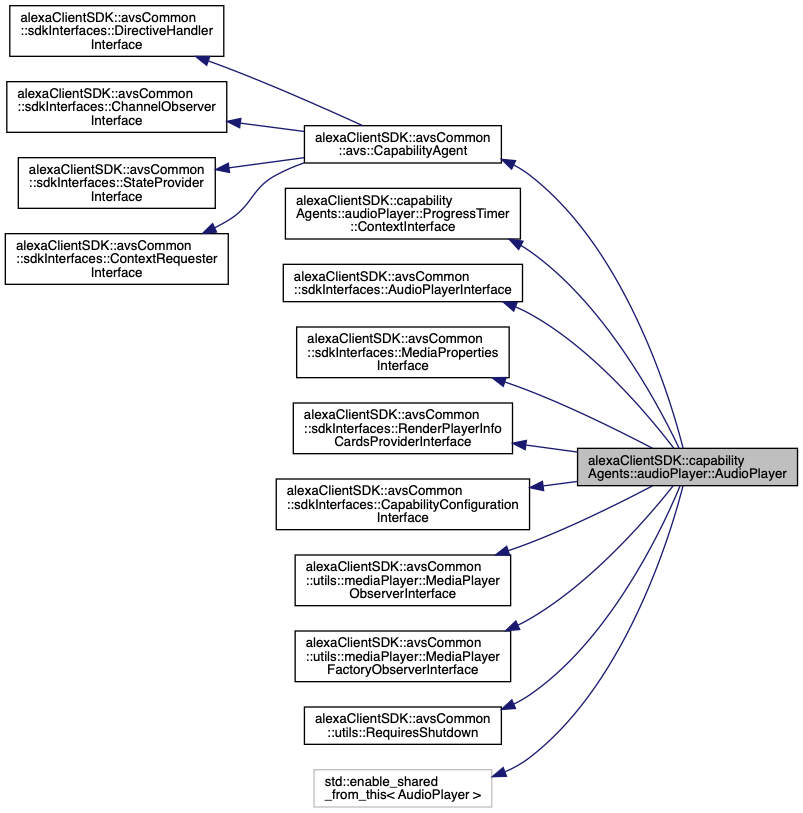 alexaClientSDK::avsCommon
::sdkInterfaces::DirectiveHandler
Interface
alexaClientSDK::avsCommon
::sdkInterfaces::ChannelObserver
Interface
alexaClientSDK::avsCommon
::sdkInterfaces::StateProvider
Interface
alexaClientSDK::avsCommon
::sdkInterfaces::ContextRequester
Interface
alexaClientSDK::avsCommon
::avs::CapabilityAgent
alexaClientSDK::capability
Agents::audioPlayer::ProgressTimer
::ContextInterface
alexaClientSDK::avsCommon
::sdkInterfaces::AudioPlayerInterface
alexaClientSDK::avsCommon
::sdkInterfaces::MediaProperties
Interface
alexaClientSDK::avsCommon
::sdkInterfaces::RenderPlayerInfo
CardsProviderInterface
alexaClientSDK::avsCommon
::sdkInterfaces::CapabilityConfiguration
Interface
alexaClientSDK::avsCommon
::utils::mediaPlayer::MediaPlayer
ObserverInterface
alexaClientSDK::avsCommon
::utils::mediaPlayer::MediaPlayer
FactoryObserverInterface
alexaClientSDK::avsCommon
::utils::RequiresShutdown
std::enable_shared
_from_this< AudioPlayer >
alexaClientSDK::capability
Agents::audioPlayer::AudioPlayer